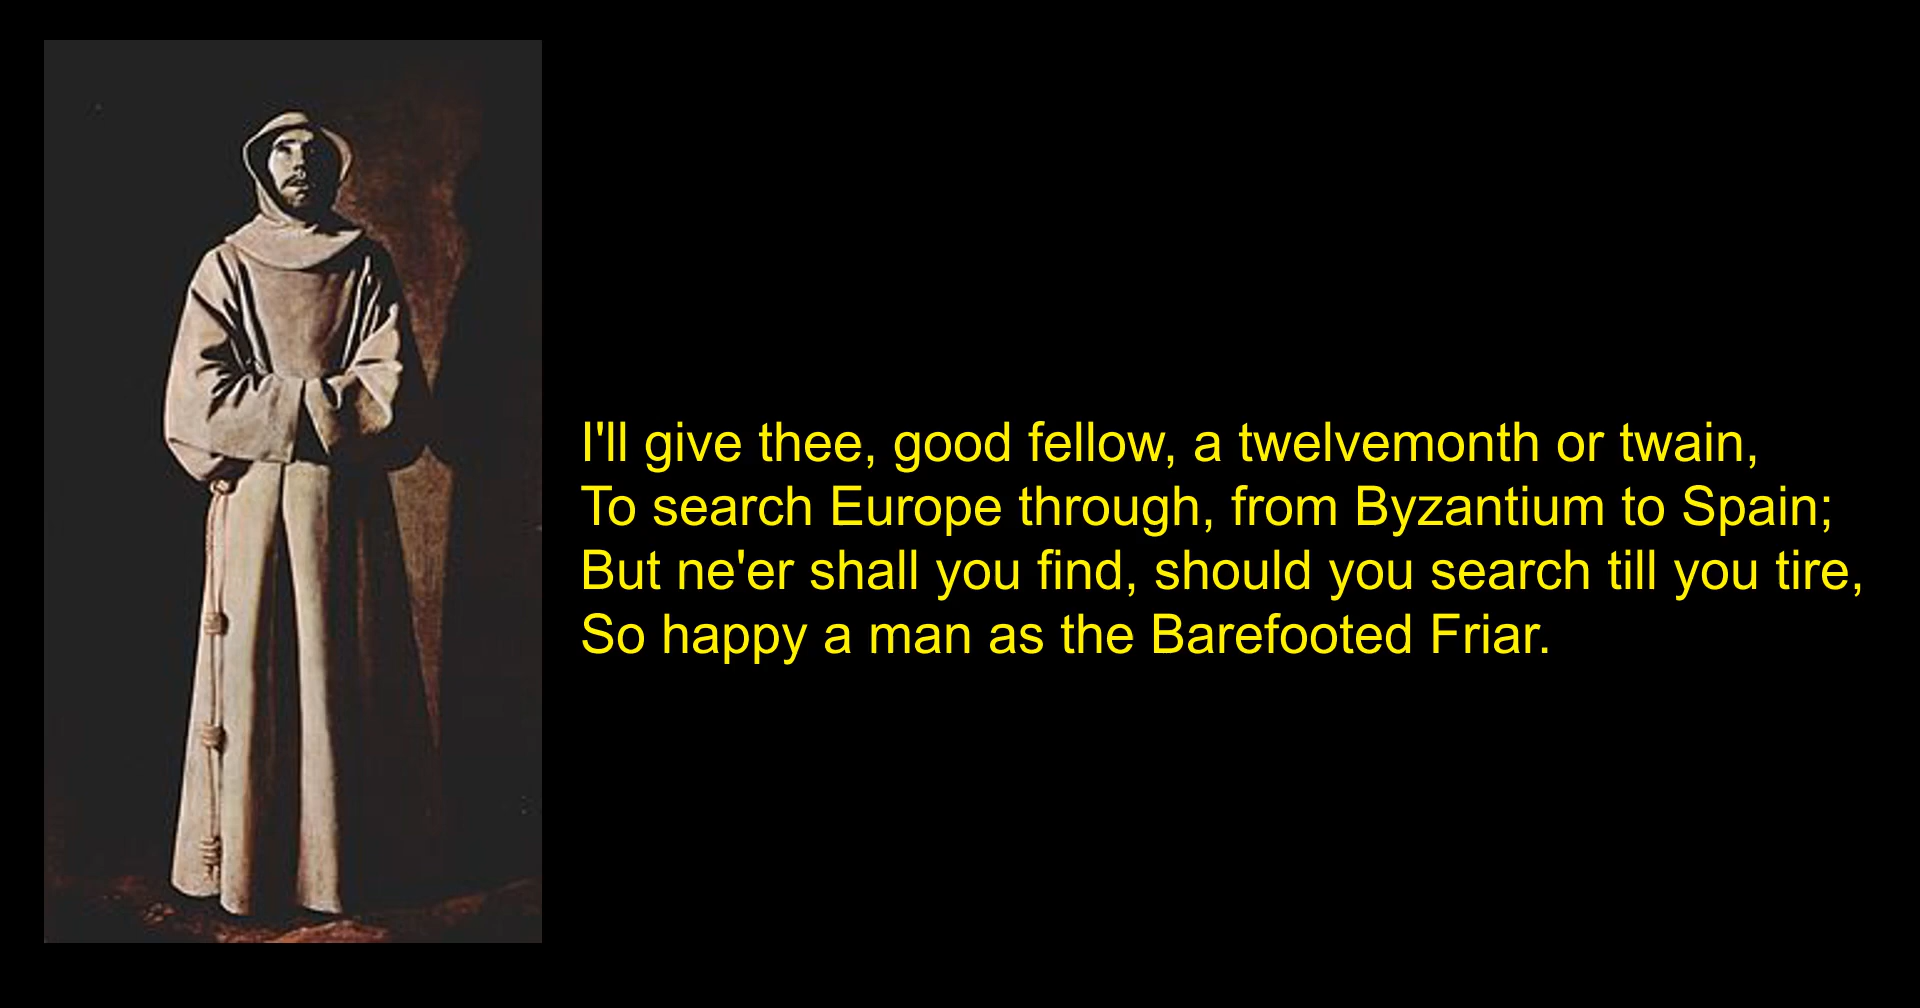 I'll give thee, good fellow, a twelvemonth or twain,
To search Europe through, from Byzantium to Spain;
But ne'er shall you find, should you search till you tire,
So happy a man as the Barefooted Friar.